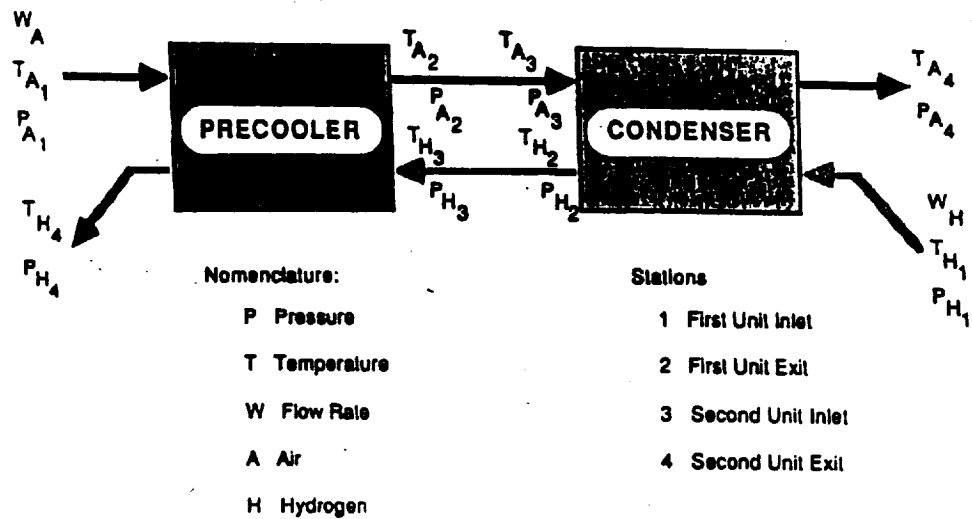 W_A
T_A1
P_A1
PRECOOLER
T_A2
P_A2
T_A3
P_A3
T_H3
P_H3
T_H2
P_H2
CONDENSER
T_A4
P_A4
W_H
T_H1
P_H1
T_H4
P_H4
Nomenclature:
P Pressure
T Temperature
W Flow Rate
A Air
H Hydrogen
Stations
1 First Unit Inlet
2 First Unit Exit
3 Second Unit Inlet
4 Second Unit Exit